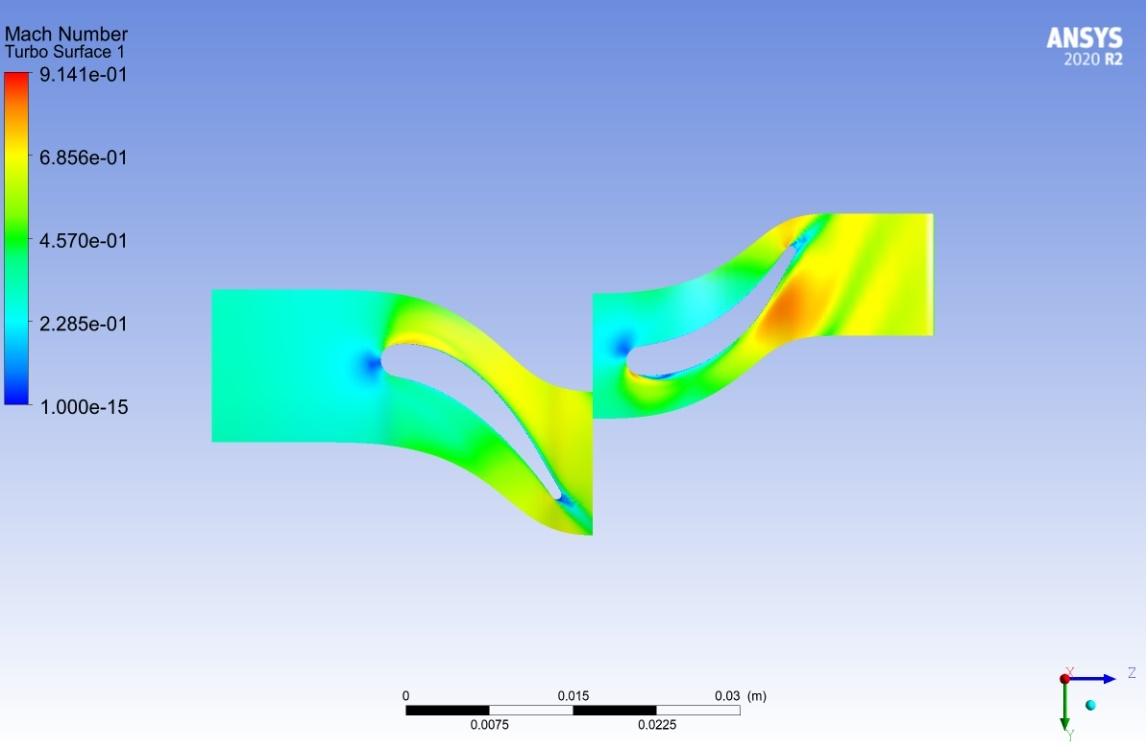 Mach Number
Turbo Surface 1
9.141e-01
6.856e-01
4.570e-01
2.285e-01
1.000e-15
ANSYS
2020 R2
0 0.015 0.03 (m)
0.0075 0.0225
X
Z
Y